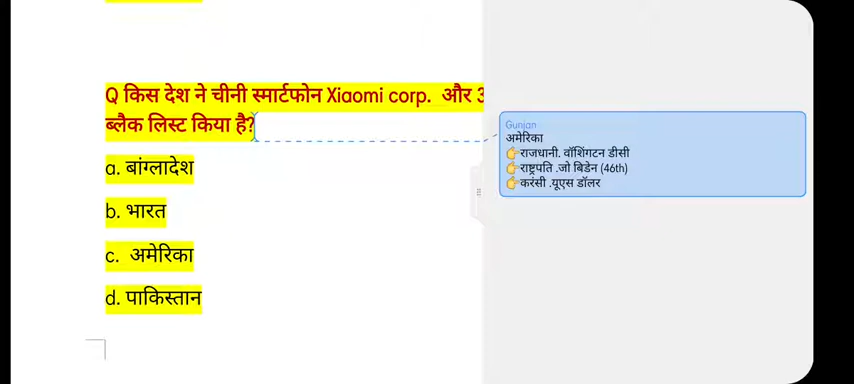 Q किस देश ने चीनी स्मार्टफोन Xiaomi corp. और
ब्लैक लिस्ट किया है?
a. बांग्लादेश
b. भारत
c. अमेरिका
d. पाकिस्तान
Gunjan
अमेरिका
👉राजधानी. वॉशिंगटन डीसी
👉राष्ट्रपति .जो बिडेन (46th)
👉करंसी .यूएस डॉलर